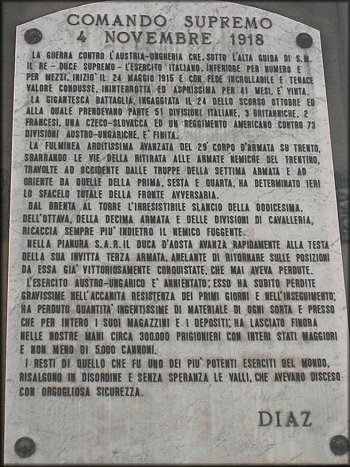 COMANDO SUPREMO
4 NOVEMBRE 1918
LA GUERRA CONTRO L'AUSTRIA-UNGHERIA CHE, SOTTO L'ALTA GUIDA DI S.M.
IL RE - DUCE SUPREMO - L'ESERCITO ITALIANO, INFERIORE PER NUMERO E
PER MEZZI, INIZIO' IL 24 MAGGIO 1915 E CON FEDE INCROLLABILE E TENACE
VALORE CONDUSSE, ININTERROTTA ED ASPRISSIMA PER 41 MESI, E' VINTA.
LA GIGANTESCA BATTAGLIA, INGAGGIATA IL 24 DELLO SCORSO OTTOBRE ED
ALLA QUALE PRENDEVANO PARTE 51 DIVISIONI ITALIANE, 3 BRITANNICHE, 2
FRANCESI, UNA CZECO-SLOVACCA ED UN REGGIMENTO AMERICANO CONTRO 73
DIVISIONI AUSTRO-UNGARICHE, E' FINITA.
LA FULMINEA ARDITISSIMA AVANZATA DEL 29° CORPO D'ARMATA SU TRENTO,
SBARRANDO LE VIE DELLA RITIRATA ALLE ARMATE NEMICHE DEL TRENTINO,
TRAVOLTE AD OCCIDENTE DALLE TRUPPE DELLA SETTIMA ARMATA E AD
ORIENTE DA QUELLE DELLA PRIMA, SESTA E QUARTA, HA DETERMINATO IERI
LO SFACELO TOTALE DELLA FRONTE AVVERSARIA.
DAL BRENTA AL TORRE L'IRRESISTIBILE SLANCIO DELLA DODICESIMA,
DELL'OTTAVA, DELLA DECIMA ARMATA E DELLE DIVISIONI DI CAVALLERIA,
RICACCIA SEMPRE PIU' INDIETRO IL NEMICO FUGGENTE.
NELLA PIANURA S.A.R. IL DUCA D'AOSTA AVANZA RAPIDAMENTE ALLA TESTA
DELLA SUA INVITTA TERZA ARMATA, ANELANTE DI RITORNARE SULLE POSIZIONI
DA ESSA GIA' VITTORIOSAMENTE CONQUISTATE, CHE MAI AVEVA PERDUTE.
L'ESERCITO AUSTRO-UNGARICO E' ANNIENTATO; ESSO HA SUBITO PERDITE
GRAVISSIME NELL'ACCANITA RESISTENZA DEI PRIMI GIORNI E NELL'INSEGUIMENTO;
HA PERDUTO QUANTITA' INGENTISSIME DI MATERIALE DI OGNI SORTA E PRESSO
CHE PER INTERO I SUOI MAGAZZINI E I DEPOSITI; HA LASCIATO FINORA
NELLE NOSTRE MANI CIRCA 300.000 PRIGIONIERI CON INTERI STATI MAGGIORI
E NON MENO DI 5.000 CANNONI.
I RESTI DI QUELLO CHE FU UNO DEI PIU' POTENTI ESERCITI DEL MONDO,
RISALGONO IN DISORDINE E SENZA SPERANZA LE VALLI, CHE AVEVANO DISCESO
CON ORGOGLIOSA SICUREZZA.
DIAZ